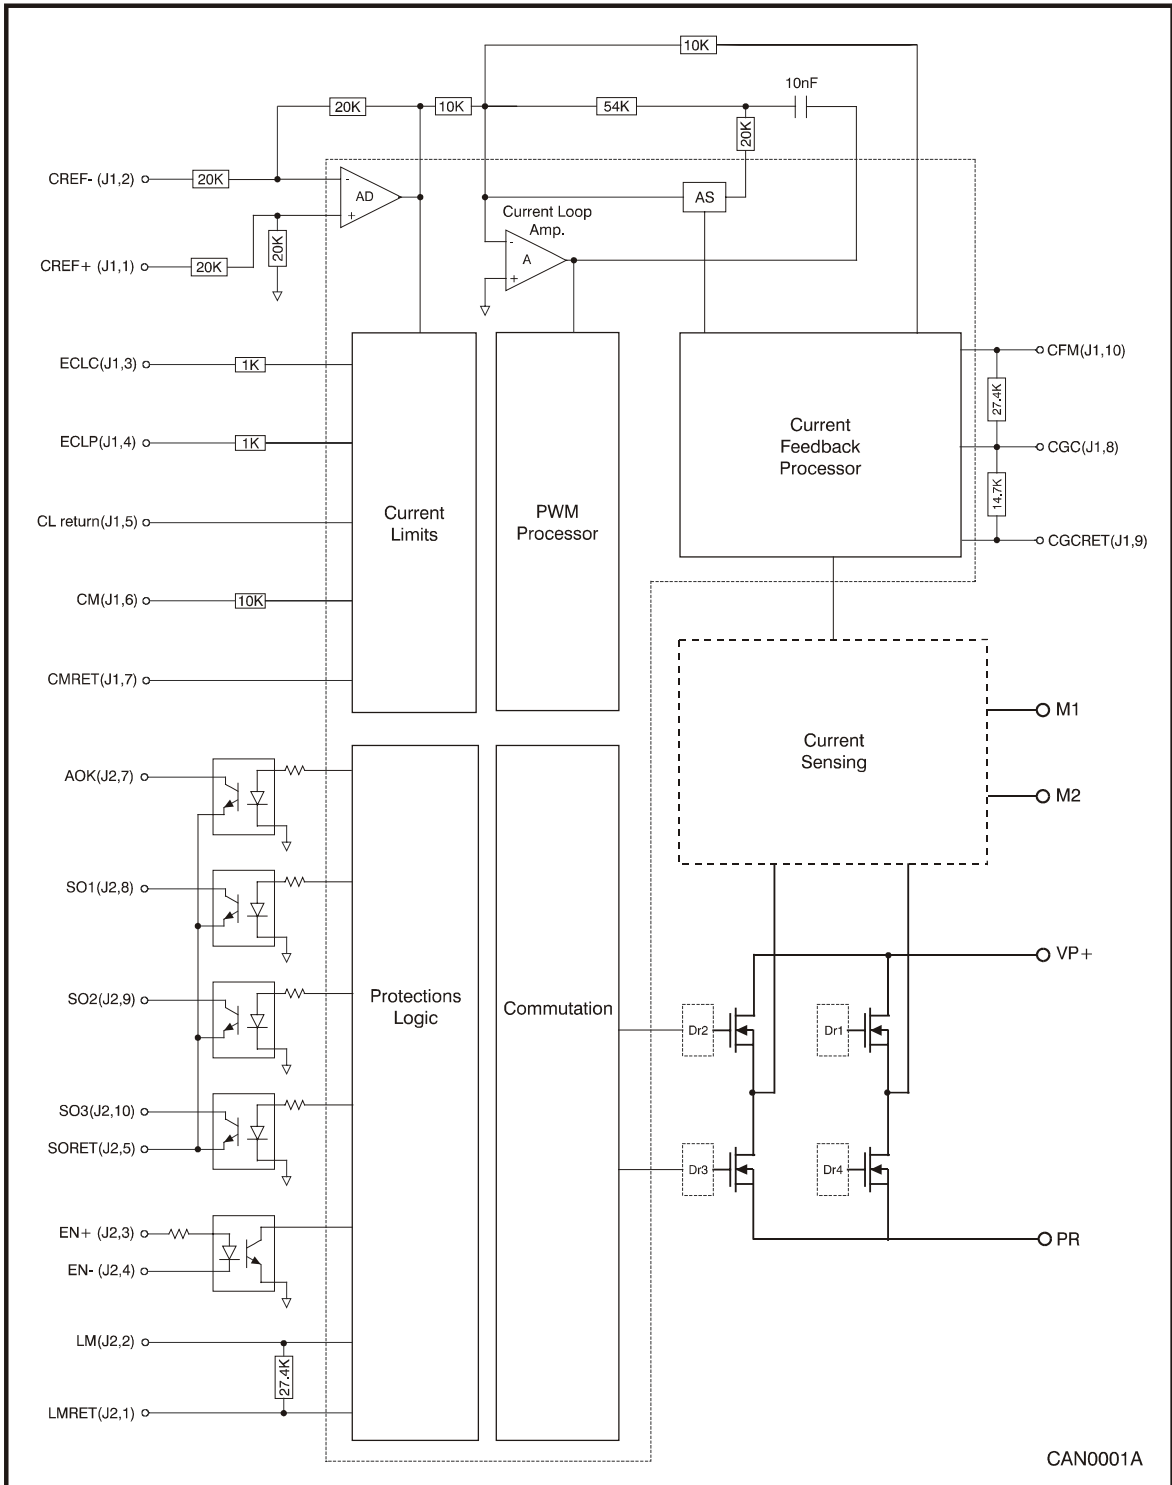 10K
10nF
20K
10K
54K
20K
CREF- (J1,2)
20K
-
AD
+
AS
Current Loop
Amp.
-
A
+
20K
CREF+ (J1,1)
20K
ECLC(J1,3)
1K
ECLP(J1,4)
1K
CL return(J1,5)
CM(J1,6)
10K
CMRET(J1,7)
Current
Limits
PWM
Processor
Current
Feedback
Processor
CFM(J1,10)
27.4K
CGC(J1,8)
14.7K
CGCRET(J1,9)
Current
Sensing
M1
M2
AOK(J2,7)
SO1(J2,8)
SO2(J2,9)
SO3(J2,10)
SORET(J2,5)
EN+ (J2,3)
EN- (J2,4)
LM(J2,2)
27.4K
LMRET(J2,1)
Protections
Logic
Commutation
VP+
Dr2
Dr1
Dr3
Dr4
PR
CAN0001A